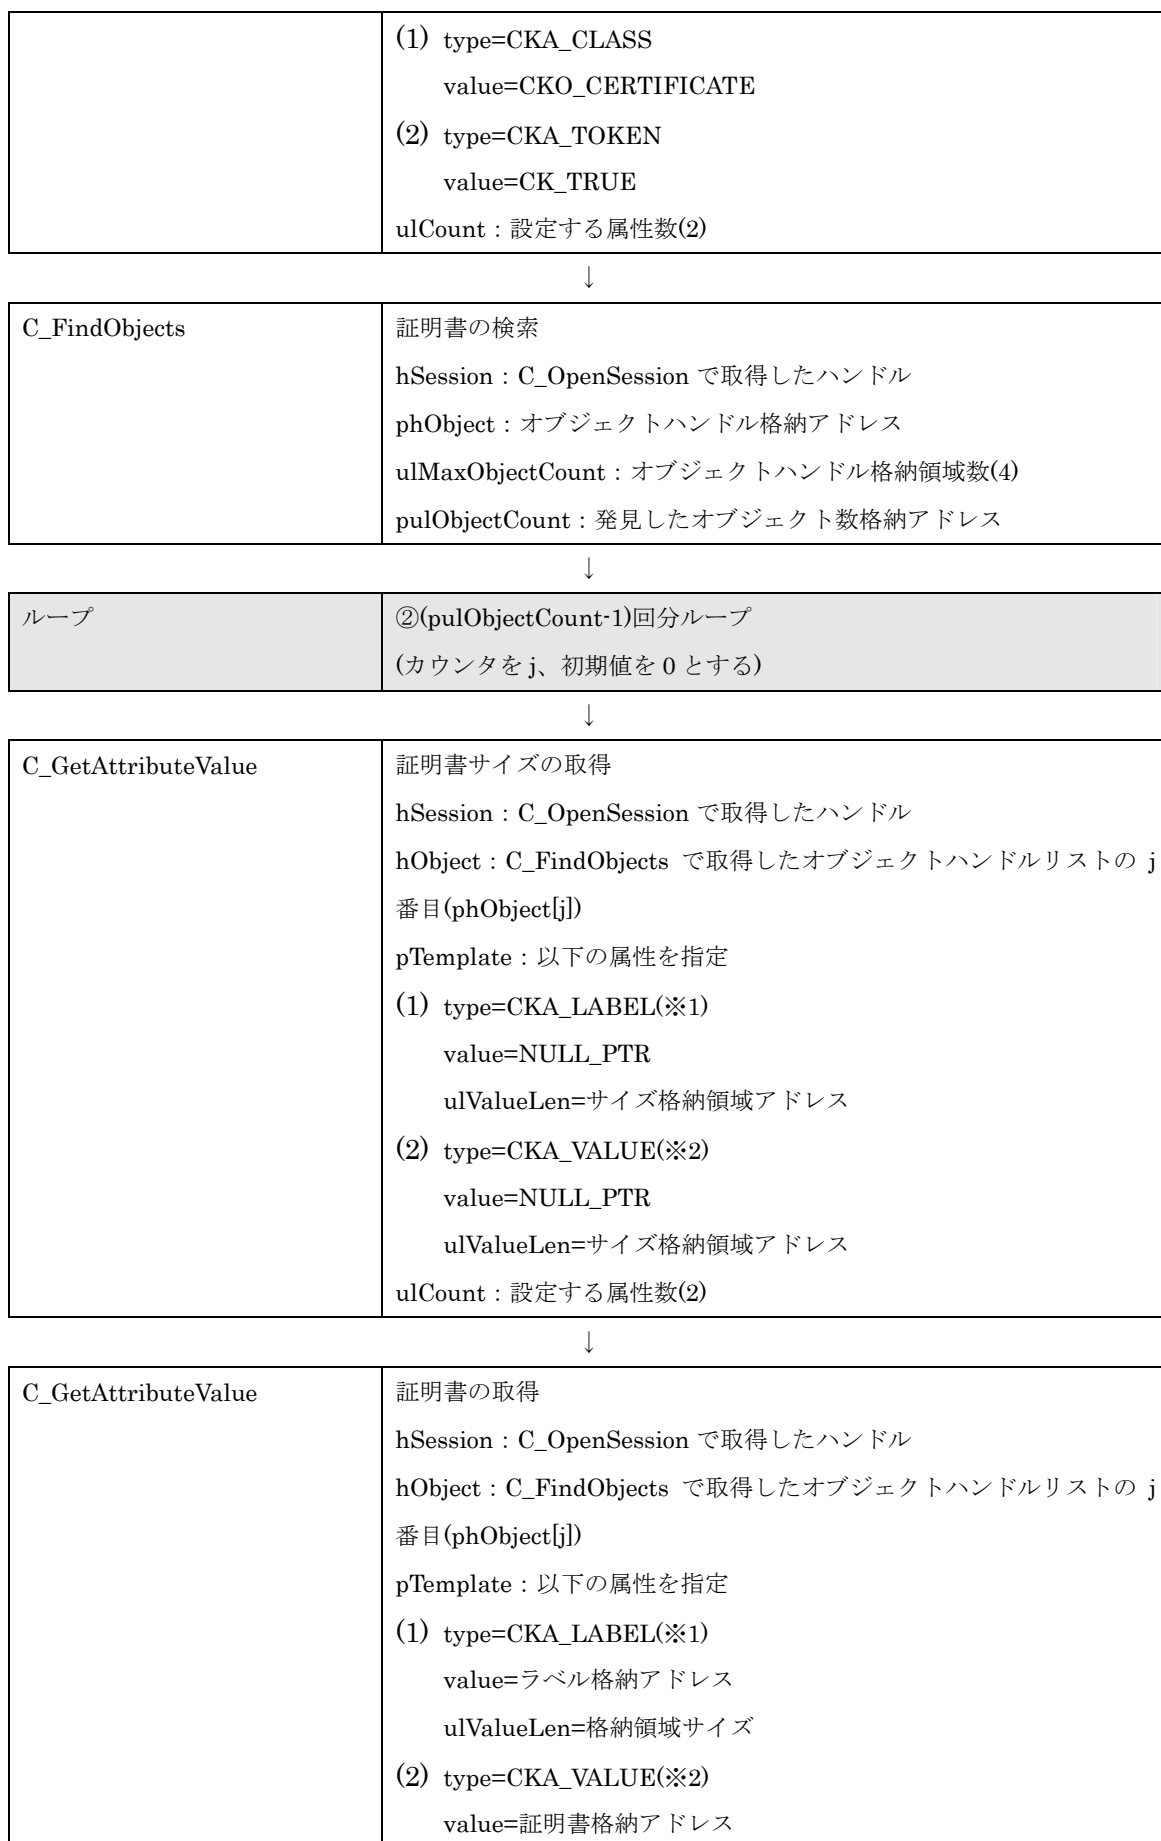 (1) type=CKA_CLASS
value=CKO_CERTIFICATE
(2) type=CKA_TOKEN
value=CK_TRUE
ulCount：設定する属性数(2)
↓
C_FindObjects
証明書の検索
hSession：C_OpenSession で取得したハンドル
phObject：オブジェクトハンドル格納アドレス
ulMaxObjectCount：オブジェクトハンドル格納領域数(4)
pulObjectCount：発見したオブジェクト数格納アドレス
↓
ループ
②(pulObjectCount-1)回分ループ
(カウンタを j、初期値を 0 とする)
↓
C_GetAttributeValue
証明書サイズの取得
hSession：C_OpenSession で取得したハンドル
hObject：C_FindObjects で取得したオブジェクトハンドルリストの j
番目(phObject[j])
pTemplate：以下の属性を指定
(1) type=CKA_LABEL(※1)
value=NULL_PTR
ulValueLen=サイズ格納領域アドレス
(2) type=CKA_VALUE(※2)
value=NULL_PTR
ulValueLen=サイズ格納領域アドレス
ulCount：設定する属性数(2)
↓
C_GetAttributeValue
証明書の取得
hSession：C_OpenSession で取得したハンドル
hObject：C_FindObjects で取得したオブジェクトハンドルリストの j
番目(phObject[j])
pTemplate：以下の属性を指定
(1) type=CKA_LABEL(※1)
value=ラベル格納アドレス
ulValueLen=格納領域サイズ
(2) type=CKA_VALUE(※2)
value=証明書格納アドレス